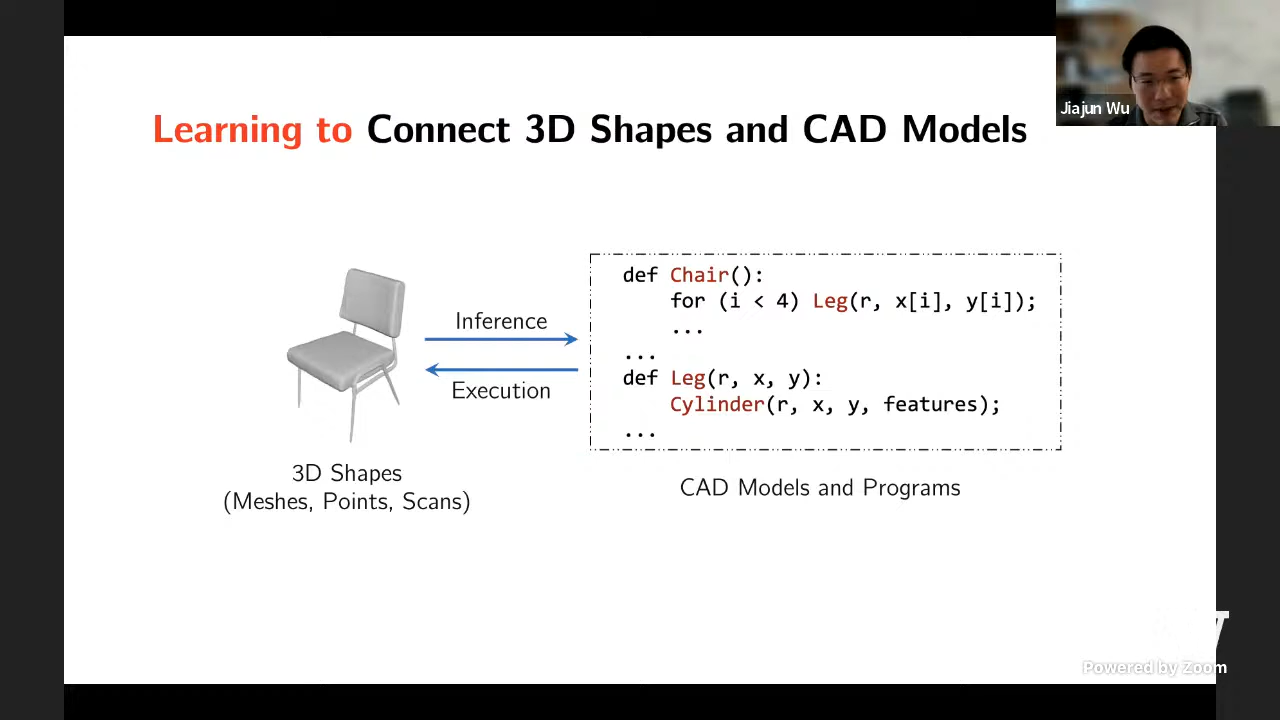 Jiajun Wu
Learning to Connect 3D Shapes and CAD Models
def Chair():
for (i < 4) Leg(r, x[i], y[i]);
...
...
def Leg(r, x, y):
Cylinder(r, x, y, features);
...
Inference
Execution
3D Shapes
(Meshes, Points, Scans)
CAD Models and Programs
Powered by Zoom